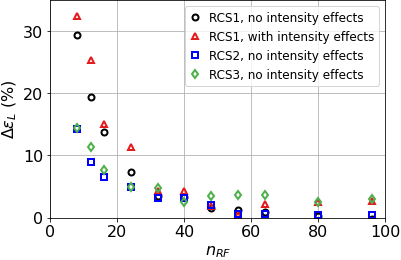 RCS1, no intensity effects
RCS1, with intensity effects
RCS2, no intensity effects
RCS3, no intensity effects
Δε_L (%)
30
20
10
0
0 20 40 60 80 100
n_RF